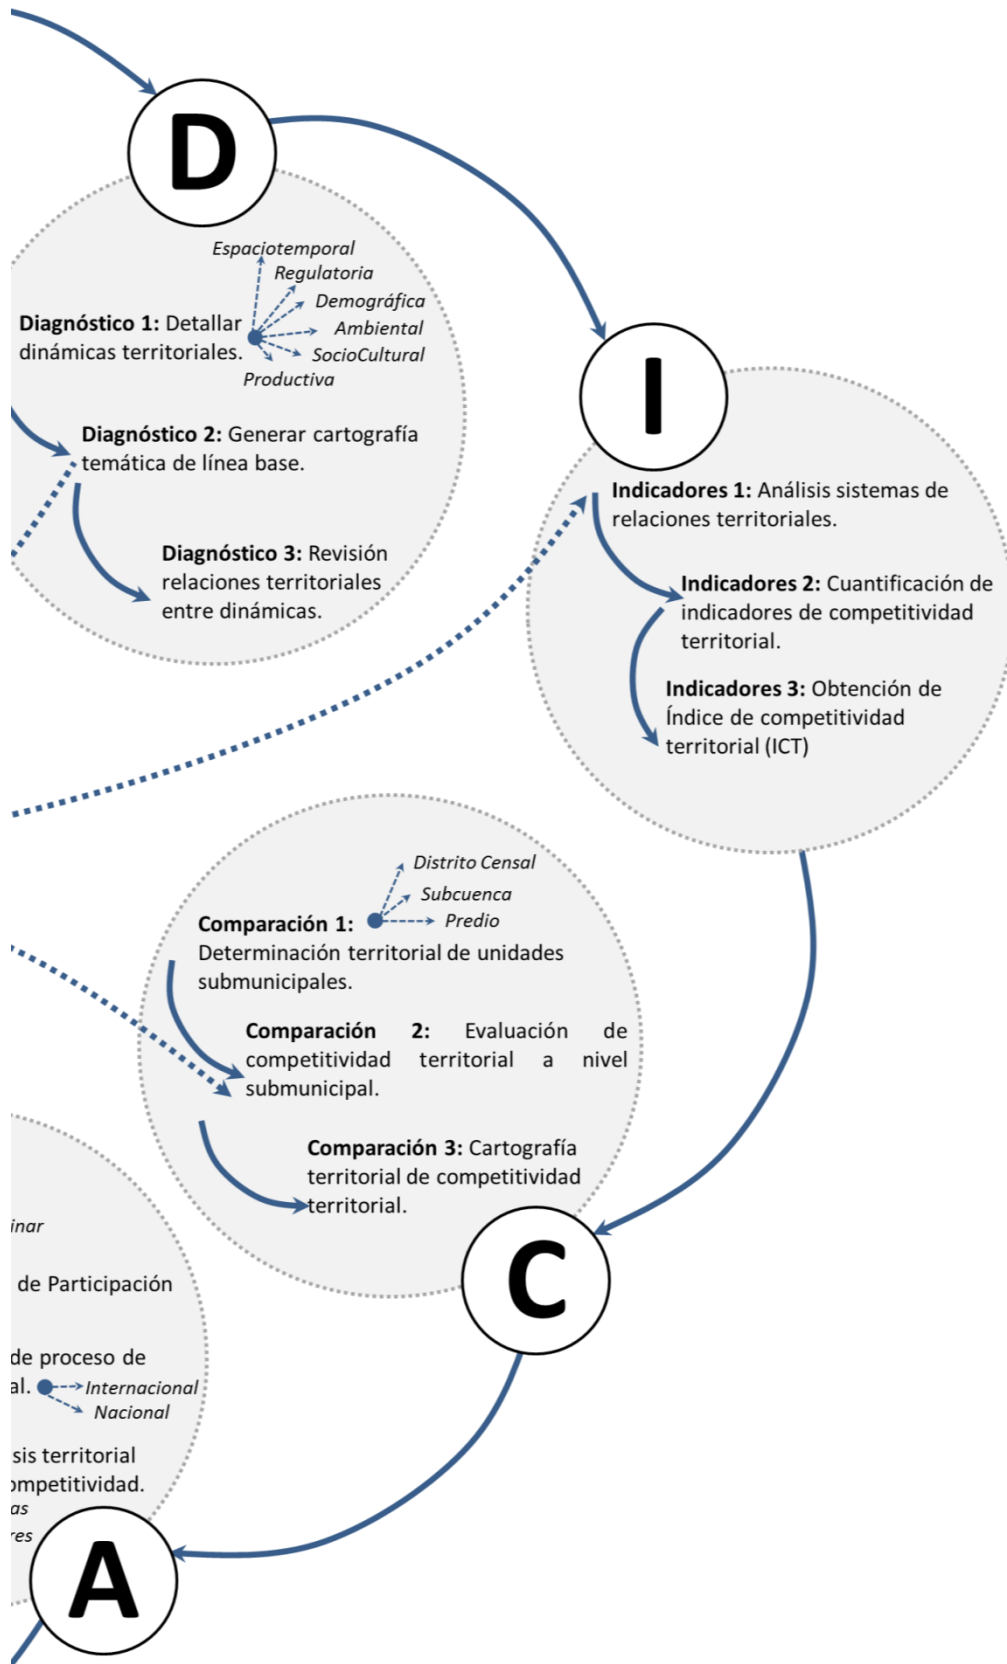 D
Espaciotemporal
Regulatoria
Demográfica
Ambiental
SocioCultural
Productiva
Diagnóstico 1: Detallar
dinámicas territoriales.
Diagnóstico 2: Generar cartografía
temática de línea base.
Diagnóstico 3: Revisión
relaciones territoriales
entre dinámicas.
I
Indicadores 1: Análisis sistemas de
relaciones territoriales.
Indicadores 2: Cuantificación de
indicadores de competitividad
territorial.
Indicadores 3: Obtención de
Índice de competitividad
territorial (ICT)
Distrito Censal
Subcuenca
Predio
Comparación 1:
Determinación territorial de unidades
submunicipales.
Comparación 2: Evaluación de
competitividad territorial a nivel
submunicipal.
Comparación 3: Cartografía
territorial de competitividad
territorial.
C
inar
de Participación
de proceso de
al.
Internacional
Nacional
sis territorial
ompetitividad.
as
res
A